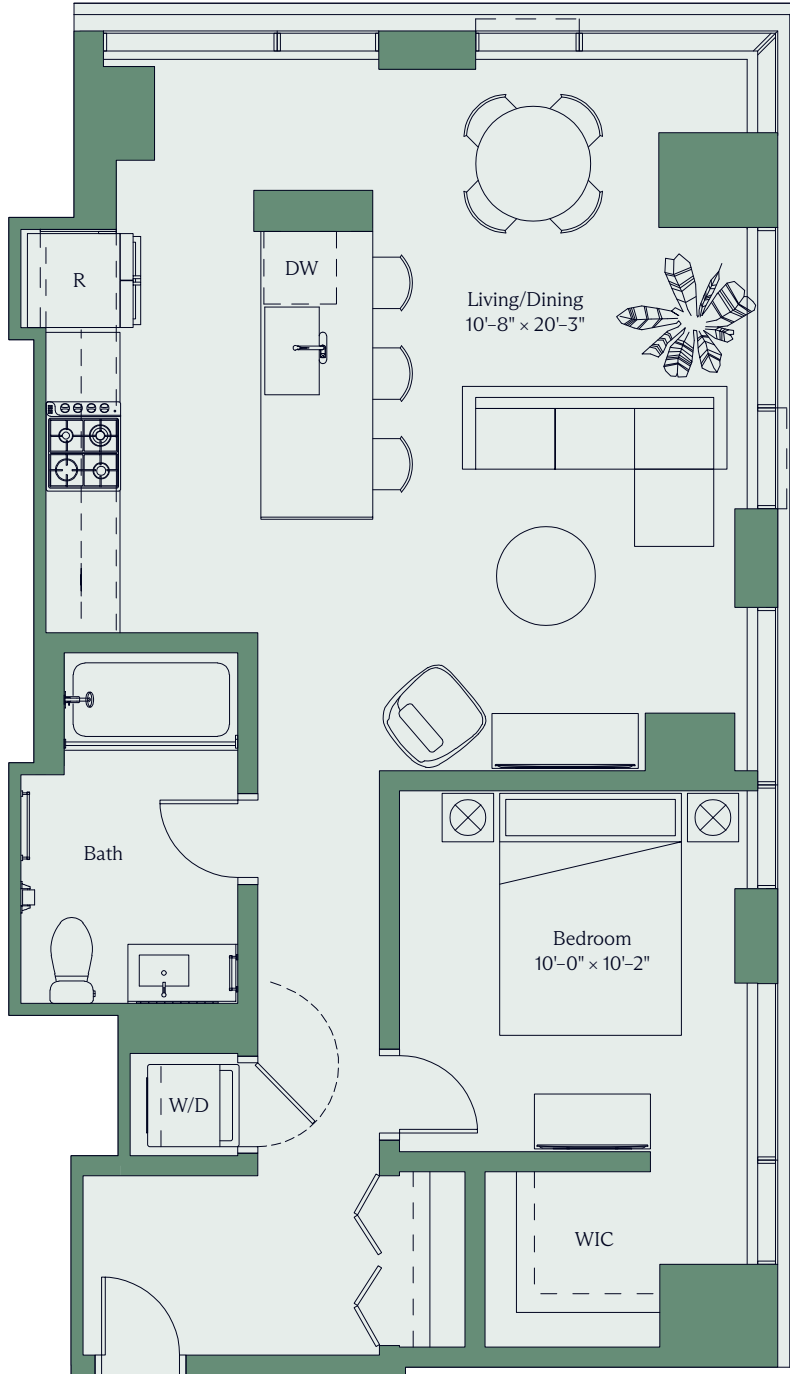 R
DW
Living/Dining
10'–8" × 20'–3"
Bath
Bedroom
10'–0" × 10'–2"
W/D
WIC